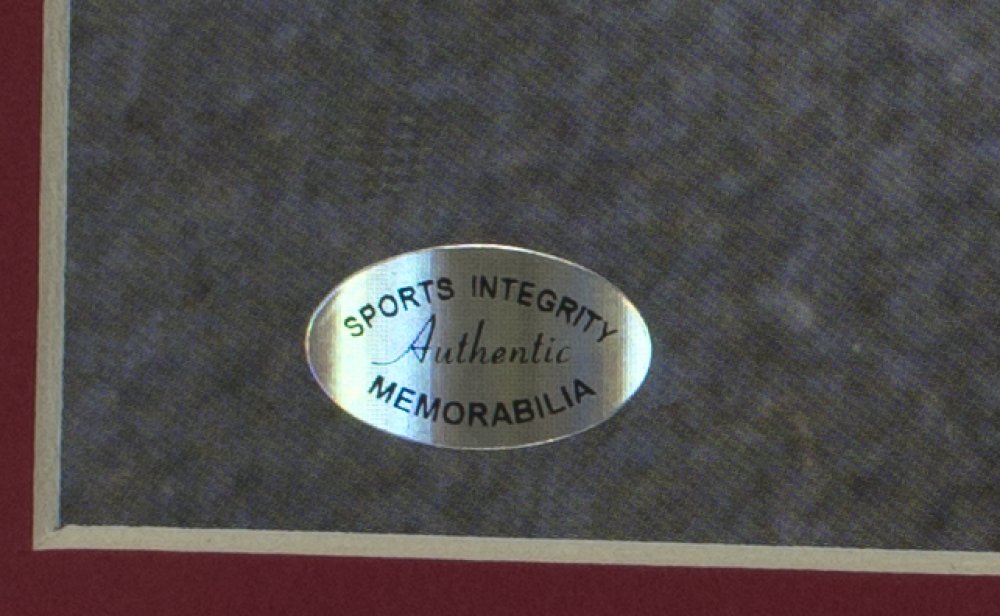 SPORTS INTEGRITY
Authentic
MEMORABILIA